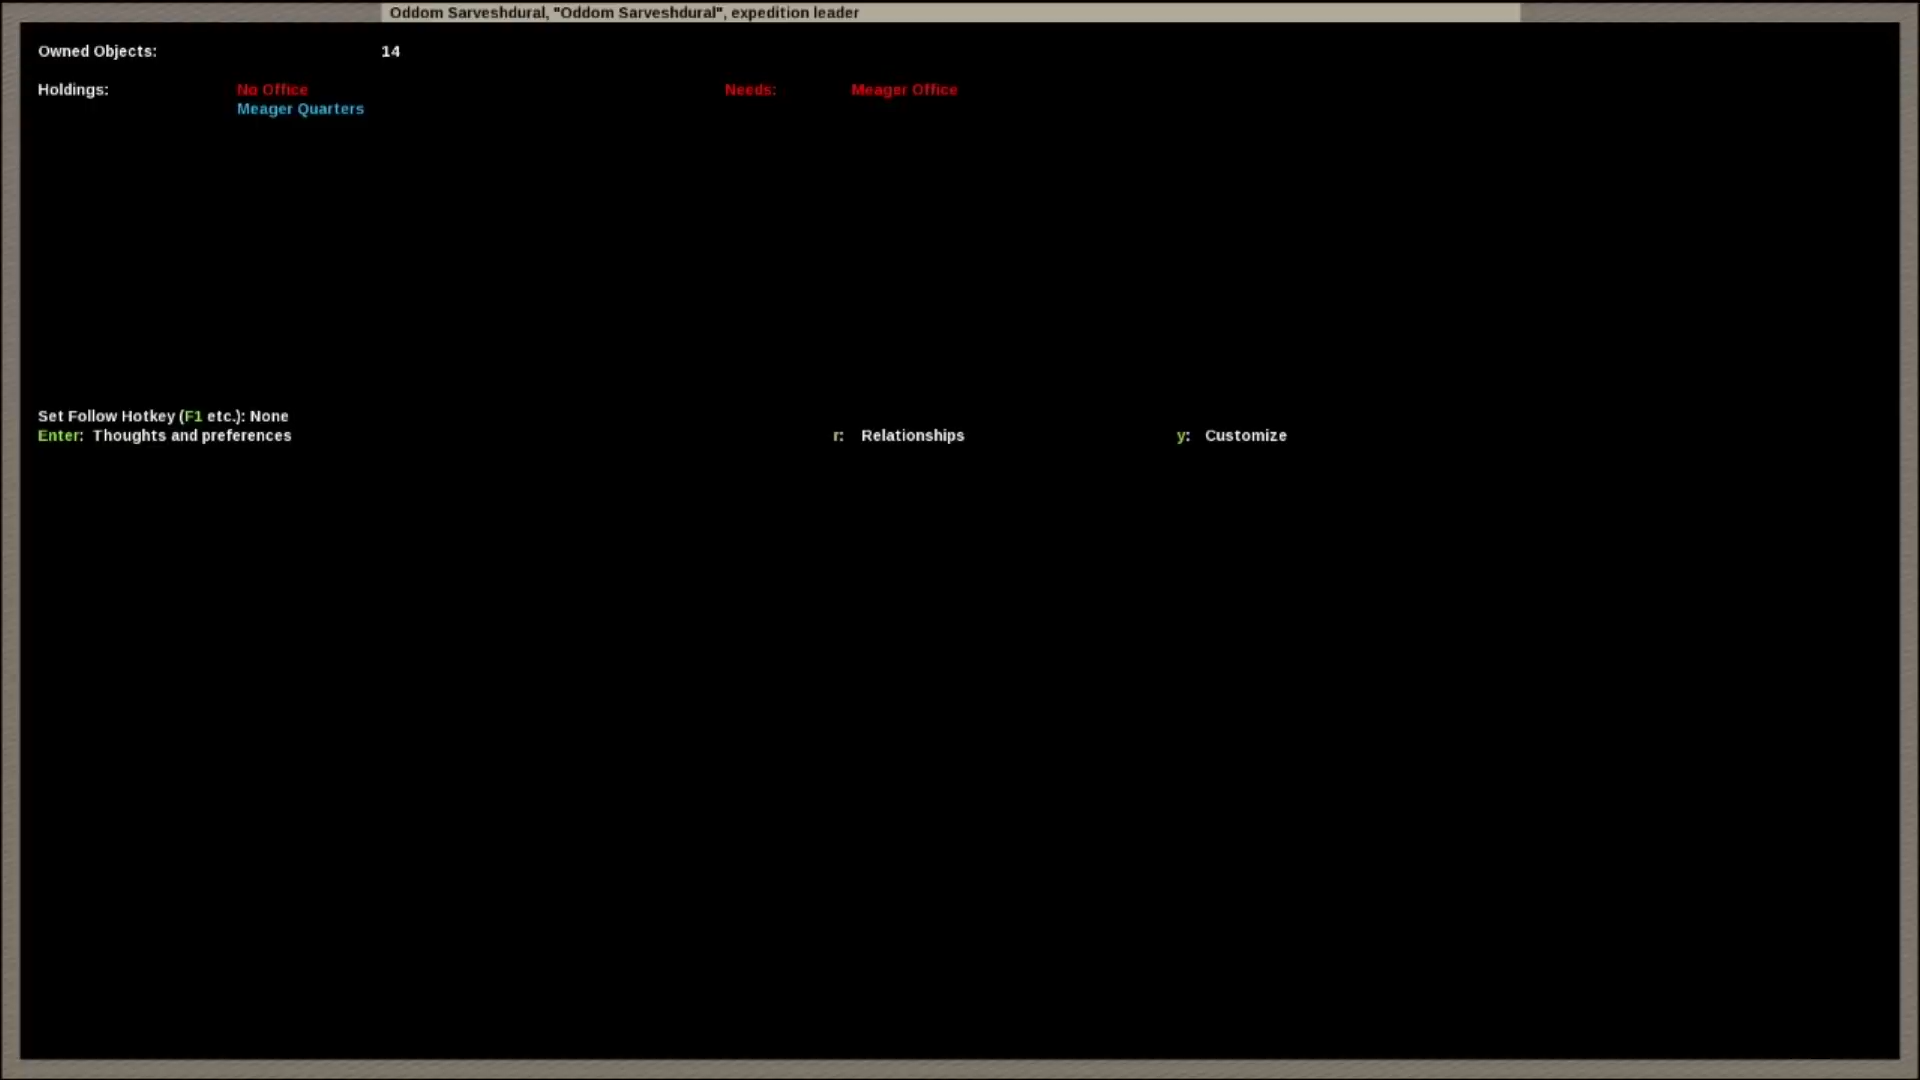 Oddom Sarveshdural, "Oddom Sarveshdural", expedition leader
Owned Objects: 14
Holdings: No Office Needs: Meager Office
Meager Quarters
Set Follow Hotkey (F1 etc.): None
Enter: Thoughts and preferences r: Relationships y: Customize